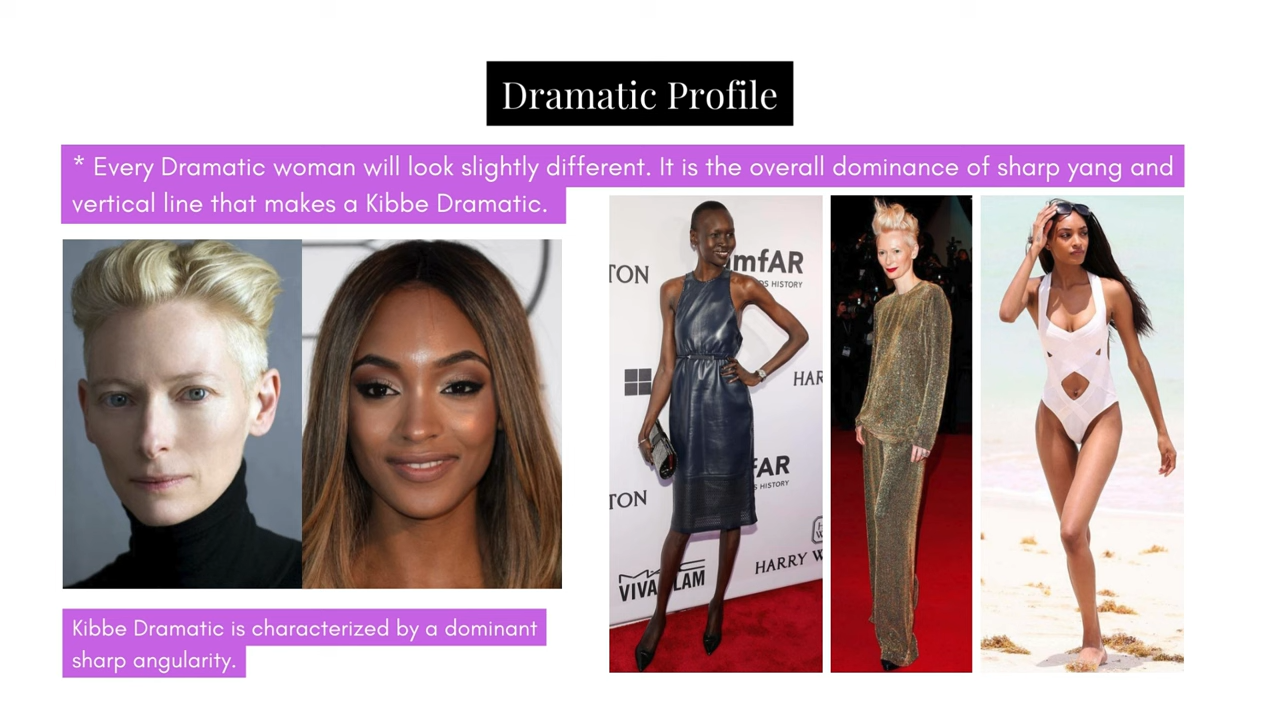 Dramatic Profile
* Every Dramatic woman will look slightly different. It is the overall dominance of sharp yang and
vertical line that makes a Kibbe Dramatic.
TON
amfAR
DS HISTORY
HAR
FAR
S HISTORY
TON
HARRY W
MAC
VIVA GLAM
Kibbe Dramatic is characterized by a dominant
sharp angularity.